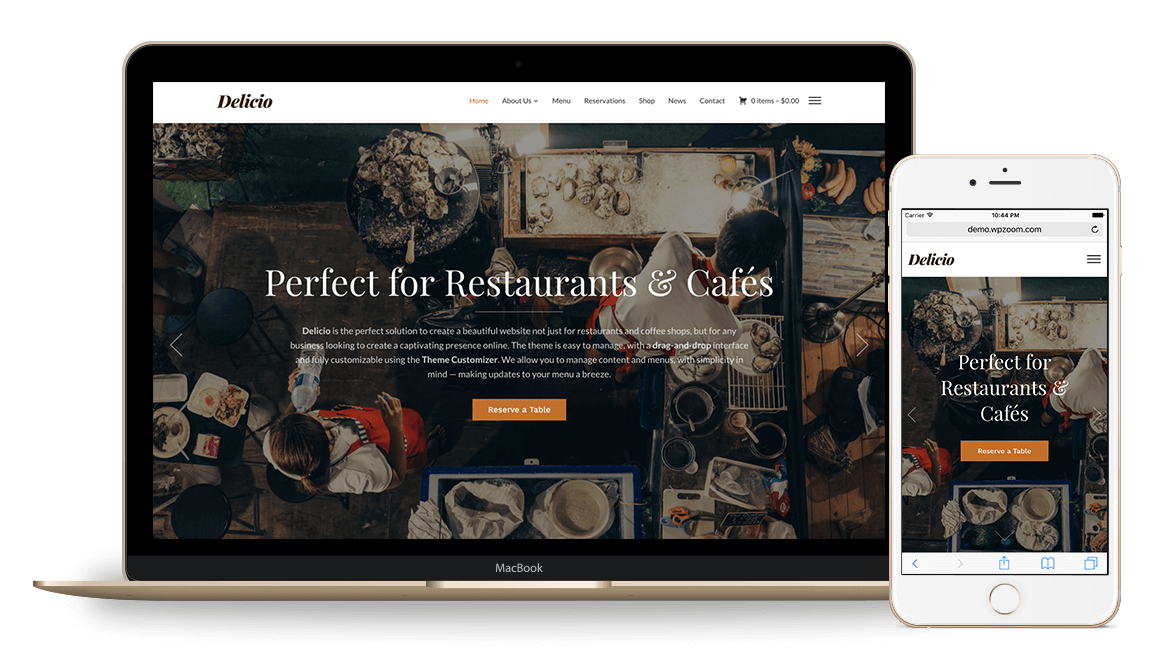 Delicio
Home About Us Menu Reservations Shop News Contact 0 items – $0.00
Perfect for Restaurants & Cafés
Delicio is the perfect solution to create a beautiful website not just for restaurants and coffee shops, but for any
business looking to create a captivating presence online. The theme is easy to manage, with a drag-and-drop interface
and fully customizable using the Theme Customizer. We allow you to manage content and menus, with simplicity in
mind — making updates to your menu a breeze.
Reserve a Table
MacBook
Carrier 10:44 PM
demo.wpzoom.com
Delicio
Perfect for
Restaurants &
Cafés
Reserve a Table